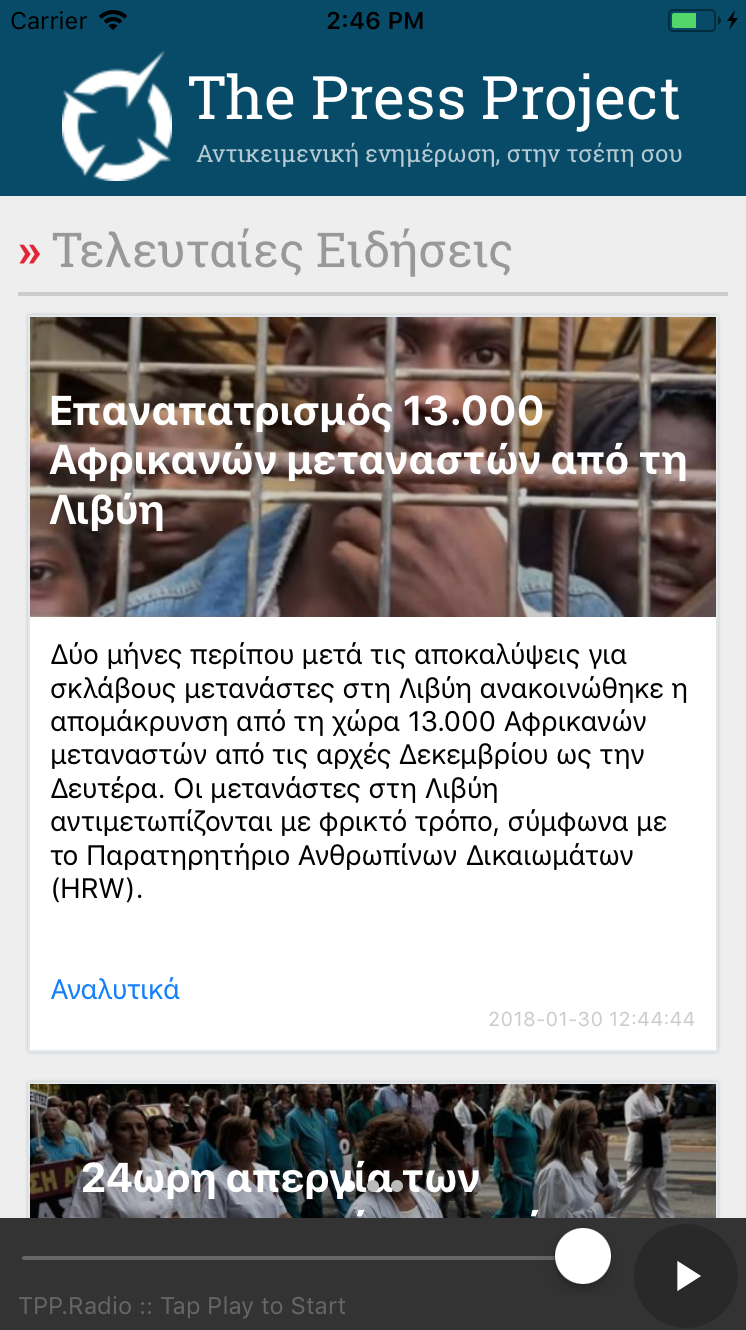 Carrier 2:46 PM
The Press Project
Αντικειμενική ενημέρωση, στην τσέπη σου
» Τελευταίες Ειδήσεις
Επαναπατρισμός 13.000
Αφρικανών μεταναστών από τη
Λιβύη
Δύο μήνες περίπου μετά τις αποκαλύψεις για
σκλάβους μετανάστες στη Λιβύη ανακοινώθηκε η
απομάκρυνση από τη χώρα 13.000 Αφρικανών
μεταναστών από τις αρχές Δεκεμβρίου ως την
Δευτέρα. Οι μετανάστες στη Λιβύη
αντιμετωπίζονται με φρικτό τρόπο, σύμφωνα με
το Παρατηρητήριο Ανθρωπίνων Δικαιωμάτων
(HRW).
Αναλυτικά
2018-01-30 12:44:44
24ωρη απεργία των
TPP.Radio :: Tap Play to Start